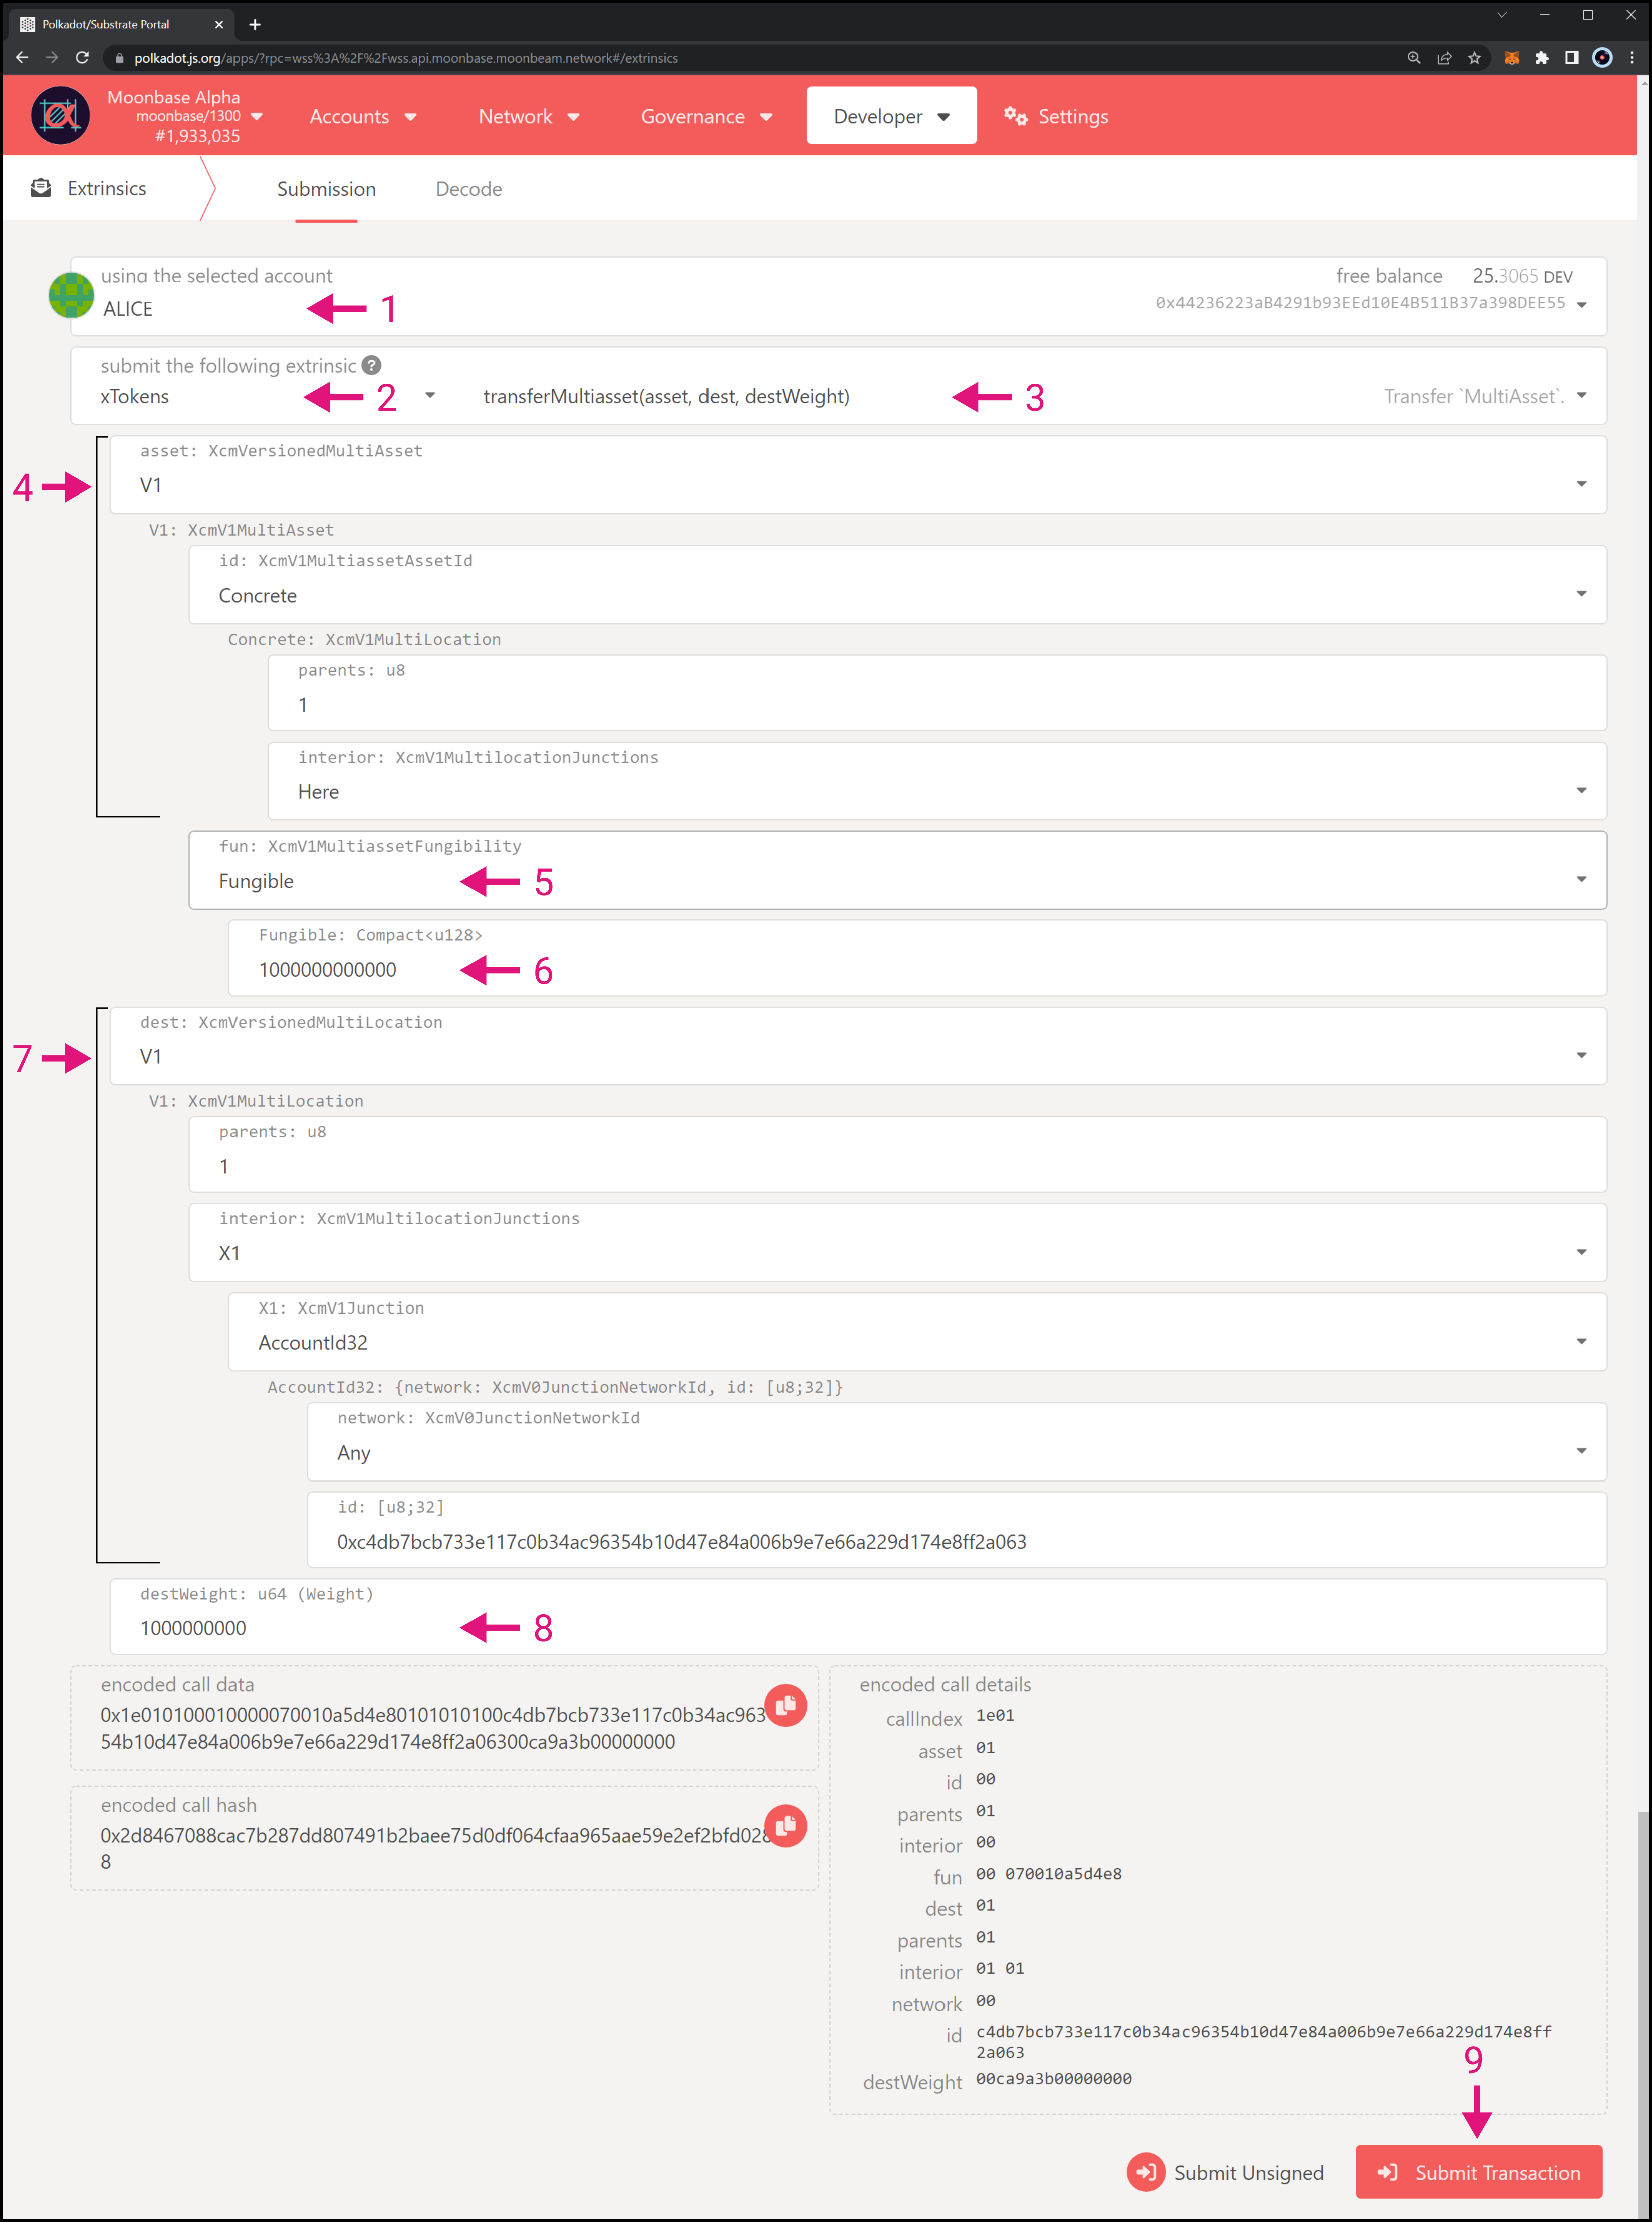 Polkadot/Substrate Portal
polkadot.js.org/apps/?rpc=wss%3A%2F%2Fwss.api.moonbase.moonbeam.network#/extrinsics
Moonbase Alpha
moonbase/1300
#1,933,035
Accounts
Network
Governance
Developer
Settings
Extrinsics
Submission
Decode
using the selected account
free balance 25.3065 DEV
ALICE
1
0x44236223aB4291b93EEd10E4B511B37a398DEE55
submit the following extrinsic ?
xTokens
2
transferMultiasset(asset, dest, destWeight)
3
Transfer `MultiAsset`.
asset: XcmVersionedMultiAsset
4
V1
V1: XcmV1MultiAsset
id: XcmV1MultiassetAssetId
Concrete
Concrete: XcmV1MultiLocation
parents: u8
1
interior: XcmV1MultilocationJunctions
Here
fun: XcmV1MultiassetFungibility
Fungible
5
Fungible: Compact<u128>
1000000000000
6
dest: XcmVersionedMultiLocation
7
V1
V1: XcmV1MultiLocation
parents: u8
1
interior: XcmV1MultilocationJunctions
X1
X1: XcmV1Junction
AccountId32
AccountId32: {network: XcmV0JunctionNetworkId, id: [u8;32]}
network: XcmV0JunctionNetworkId
Any
id: [u8;32]
0xc4db7bcb733e117c0b34ac96354b10d47e84a006b9e7e66a229d174e8ff2a063
destWeight: u64 (Weight)
1000000000
8
encoded call data
0x1e010100010000070010a5d4e80101010100c4db7bcb733e117c0b34ac963
54b10d47e84a006b9e7e66a229d174e8ff2a06300ca9a3b00000000
encoded call hash
0x2d8467088cac7b287dd807491b2baee75d0df064cfaa965aae59e2ef2bfd028
8
encoded call details
callIndex 1e01
asset 01
id 00
parents 01
interior 00
fun 00 070010a5d4e8
dest 01
parents 01
interior 01 01
network 00
id c4db7bcb733e117c0b34ac96354b10d47e84a006b9e7e66a229d174e8ff
2a063
destWeight 00ca9a3b00000000
9
Submit Unsigned
Submit Transaction